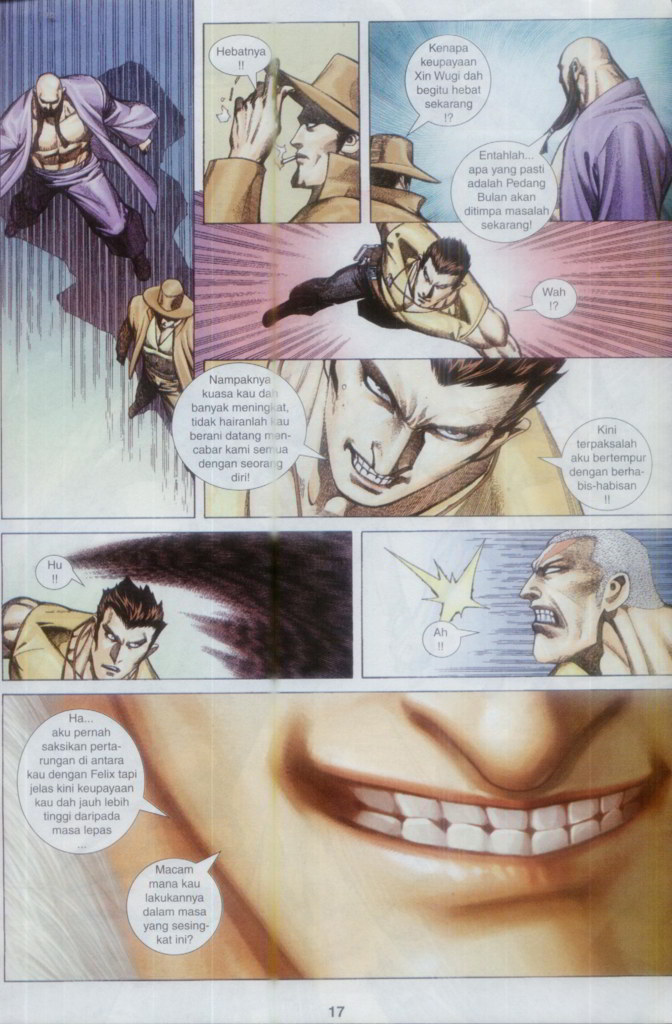 Hebatnya
!!
Kenapa
keupayaan
Xin Wugi dah
begitu hebat
sekarang
!?
Entahlah...
apa yang pasti
adalah Pedang
Bulan akan
ditimpa masalah
sekarang!
Wah
!?
Nampaknya
kuasa kau dah
banyak meningkat,
tidak hairanlah kau
berani datang men-
cabar kami semua
dengan seorang
diri!
Kini
terpaksalah
aku bertempur
dengan berha-
bis-habisan
!!
Hu
!!
Ah
!!
Ha...
aku pernah
saksikan perta-
rungan di antara
kau dengan Felix tapi
jelas kini keupayaan
kau dah jauh lebih
tinggi daripada
masa lepas
...
Macam
mana kau
lakukannya
dalam masa
yang sesing-
kat ini?
17